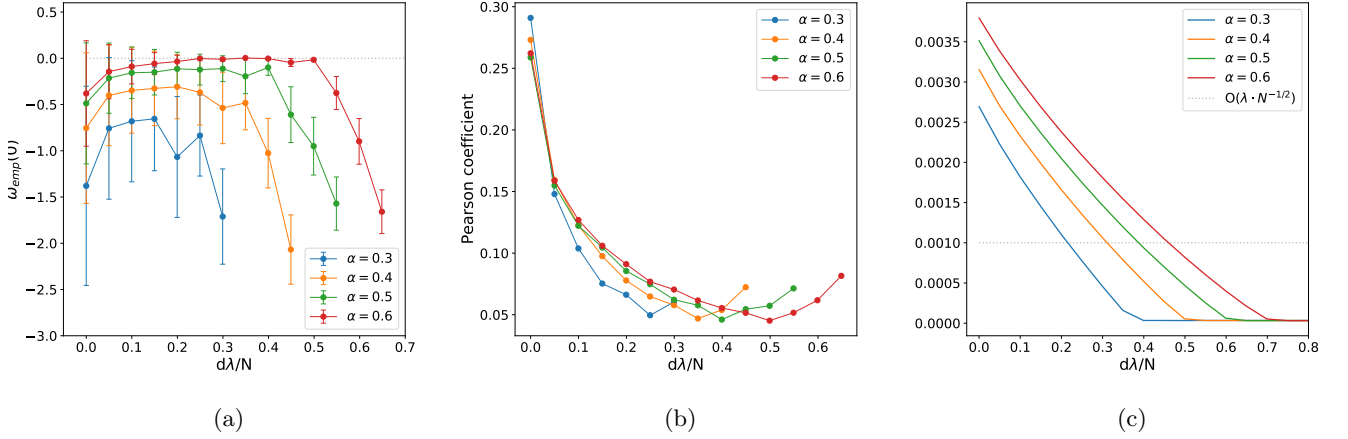 0.5
0.0
−0.5
−1.0
−1.5
−2.0
−2.5
−3.0
ω_emp(0)
0.0 0.1 0.2 0.3 0.4 0.5 0.6 0.7
dλ/N
α = 0.3
α = 0.4
α = 0.5
α = 0.6
(a)
0.30
0.25
0.20
0.15
0.10
0.05
Pearson coefficient
0.0 0.1 0.2 0.3 0.4 0.5 0.6
dλ/N
α = 0.3
α = 0.4
α = 0.5
α = 0.6
(b)
0.0035
0.0030
0.0025
0.0020
0.0015
0.0010
0.0005
0.0000
0.0 0.1 0.2 0.3 0.4 0.5 0.6 0.7 0.8
dλ/N
α = 0.3
α = 0.4
α = 0.5
α = 0.6
O(λ · N^{−1/2})
(c)